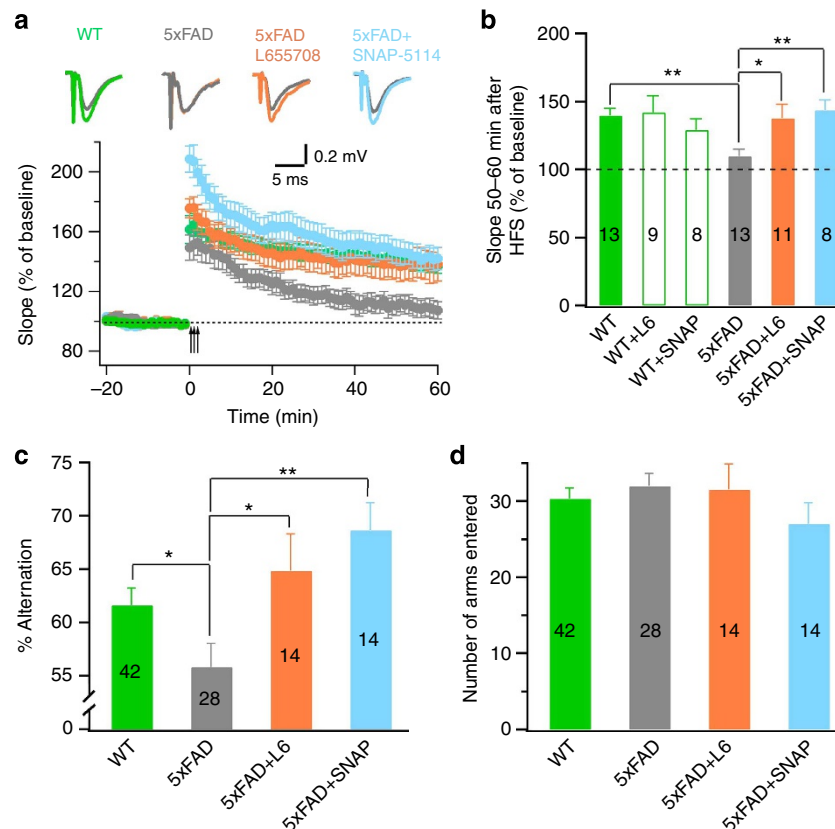 a
WT
5xFAD
5xFAD
L655708
5xFAD+
SNAP-5114
0.2 mV
5 ms
Slope (% of baseline)
200
160
120
80
−20
0
20
40
60
Time (min)
b
Slope 50–60 min after
HFS (% of baseline)
200
150
100
50
0
**
*
**
13
9
8
13
11
8
WT
WT+L6
WT+SNAP
5xFAD
5xFAD+L6
5xFAD+SNAP
c
% Alternation
75
70
65
60
55
0
*
*
**
42
28
14
14
WT
5xFAD
5xFAD+L6
5xFAD+SNAP
d
Number of arms entered
30
20
10
0
42
28
14
14
WT
5xFAD
5xFAD+L6
5xFAD+SNAP